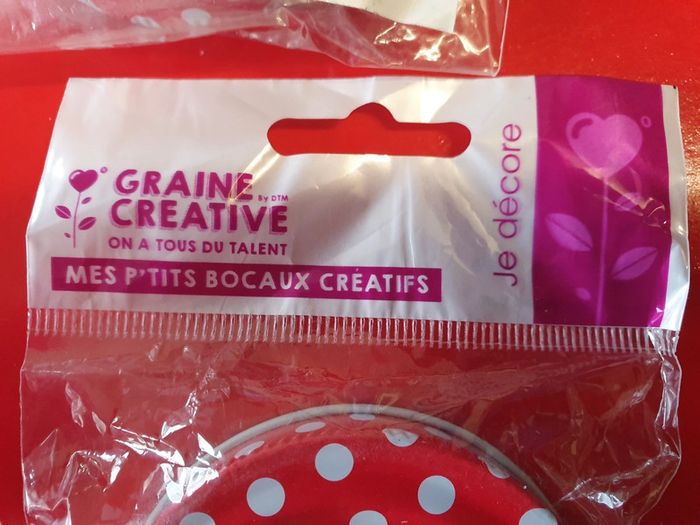 GRAINE
CREATIVE
By DTM
ON A TOUS DU TALENT
MES P'TITS BOCAUX CRÉATIFS
Je décore